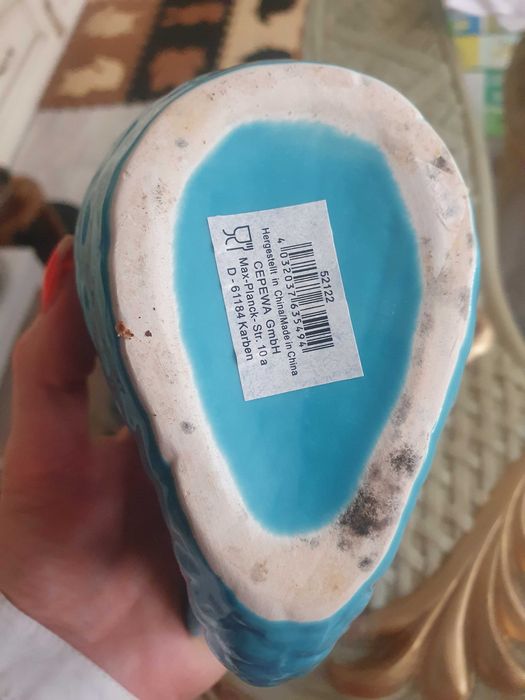 52122
4 032037 635494
Hergestellt in China/Made in China
CEPEWA GmbH
Max-Planck-Str. 10 a
D - 61184 Karben